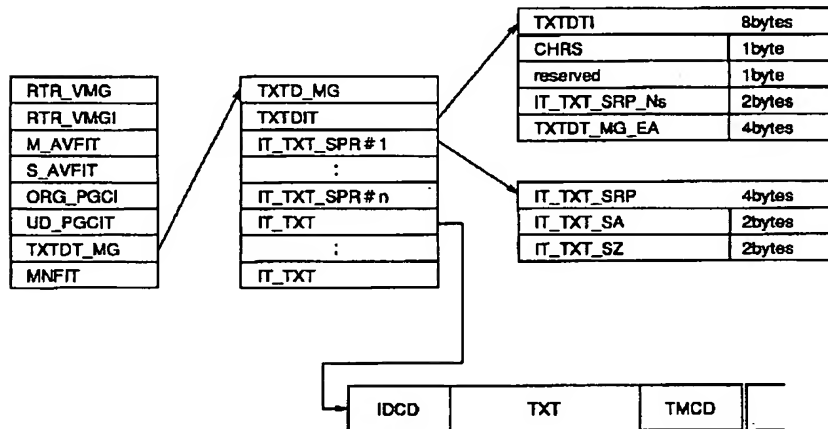 RTR_VMG
RTR_VMGI
M_AVFIT
S_AVFIT
ORG_PGCI
UD_PGCIT
TXTDT_MG
MNFIT
TXTD_MG
TXTDIT
IT_TXT_SPR#1
:
IT_TXT_SPR#n
IT_TXT
:
IT_TXT
TXTDTI 8bytes
CHRS 1byte
reserved 1byte
IT_TXT_SRP_Ns 2bytes
TXTDT_MG_EA 4bytes
IT_TXT_SRP 4bytes
IT_TXT_SA 2bytes
IT_TXT_SZ 2bytes
IDCD TXT TMCD